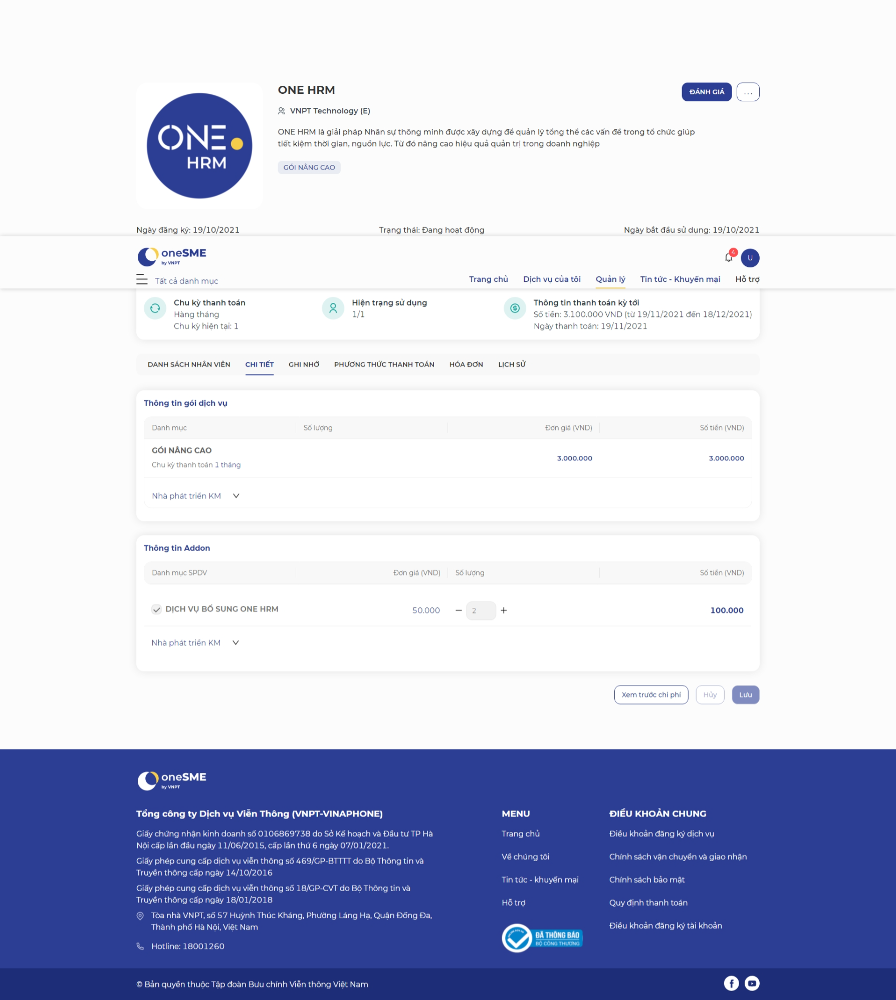 ONE
HRM
ONE HRM
VNPT Technology (E)
ONE HRM là giải pháp Nhân sự thông minh được xây dựng để quản lý tổng thể các vấn đề trong tổ chức giúp
tiết kiệm thời gian, nguồn lực. Từ đó nâng cao hiệu quả quản trị trong doanh nghiệp
GÓI NÂNG CAO
ĐÁNH GIÁ
...
Ngày đăng ký: 19/10/2021
Trạng thái: Đang hoạt động
Ngày bắt đầu sử dụng: 19/10/2021
oneSME
by VNPT
4
U
Tất cả danh mục
Trang chủ
Dịch vụ của tôi
Quản lý
Tin tức - Khuyến mại
Hỗ trợ
Chu kỳ thanh toán
Hàng tháng
Chu kỳ hiện tại: 1
Hiện trạng sử dụng
1/1
Thông tin thanh toán kỳ tới
Số tiền: 3.100.000 VND (từ 19/11/2021 đến 18/12/2021)
Ngày thanh toán: 19/11/2021
DANH SÁCH NHÂN VIÊN
CHI TIẾT
GHI NHỚ
PHƯƠNG THỨC THANH TOÁN
HÓA ĐƠN
LỊCH SỬ
Thông tin gói dịch vụ
Danh mục
Số lượng
Đơn giá (VND)
Số tiền (VND)
GÓI NÂNG CAO
Chu kỳ thanh toán 1 tháng
3.000.000
3.000.000
Nhà phát triển KM
Thông tin Addon
Danh mục SPDV
Đơn giá (VND)
Số lượng
Số tiền (VND)
DỊCH VỤ BỔ SUNG ONE HRM
50.000
2
100.000
Nhà phát triển KM
Xem trước chi phí
Hủy
Lưu
oneSME
by VNPT
Tổng công ty Dịch vụ Viễn Thông (VNPT-VINAPHONE)
Giấy chứng nhận kinh doanh số 0106869738 do Sở Kế hoạch và Đầu tư TP Hà
Nội cấp lần đầu ngày 11/06/2015, cấp lần thứ 6 ngày 07/01/2021.
Giấy phép cung cấp dịch vụ viễn thông số 469/GP-BTTTT do Bộ Thông tin và
Truyền thông cấp ngày 14/10/2016
Giấy phép cung cấp dịch vụ viễn thông số 18/GP-CVT do Bộ Thông tin và
Truyền thông cấp ngày 18/01/2018
Tòa nhà VNPT, số 57 Huỳnh Thúc Kháng, Phường Láng Hạ, Quận Đống Đa,
Thành phố Hà Nội, Việt Nam
Hotline: 18001260
MENU
Trang chủ
Về chúng tôi
Tin tức - khuyến mại
Hỗ trợ
ĐÃ THÔNG BÁO
BỘ CÔNG THƯƠNG
ĐIỀU KHOẢN CHUNG
Điều khoản đăng ký dịch vụ
Chính sách vận chuyển và giao nhận
Chính sách bảo mật
Quy định thanh toán
Điều khoản đăng ký tài khoản
© Bản quyền thuộc Tập đoàn Bưu chính Viễn thông Việt Nam